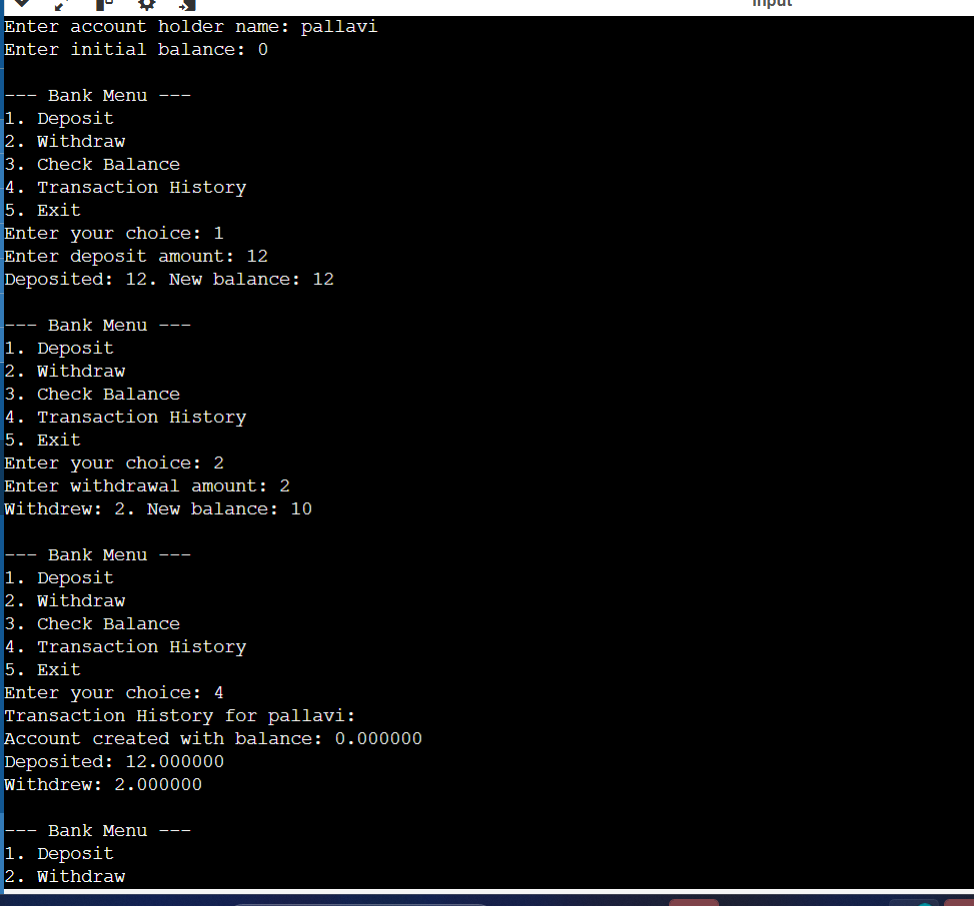 input
Enter account holder name: pallavi
Enter initial balance: 0
--- Bank Menu ---
1. Deposit
2. Withdraw
3. Check Balance
4. Transaction History
5. Exit
Enter your choice: 1
Enter deposit amount: 12
Deposited: 12. New balance: 12
--- Bank Menu ---
1. Deposit
2. Withdraw
3. Check Balance
4. Transaction History
5. Exit
Enter your choice: 2
Enter withdrawal amount: 2
Withdrew: 2. New balance: 10
--- Bank Menu ---
1. Deposit
2. Withdraw
3. Check Balance
4. Transaction History
5. Exit
Enter your choice: 4
Transaction History for pallavi:
Account created with balance: 0.000000
Deposited: 12.000000
Withdrew: 2.000000
--- Bank Menu ---
1. Deposit
2. Withdraw